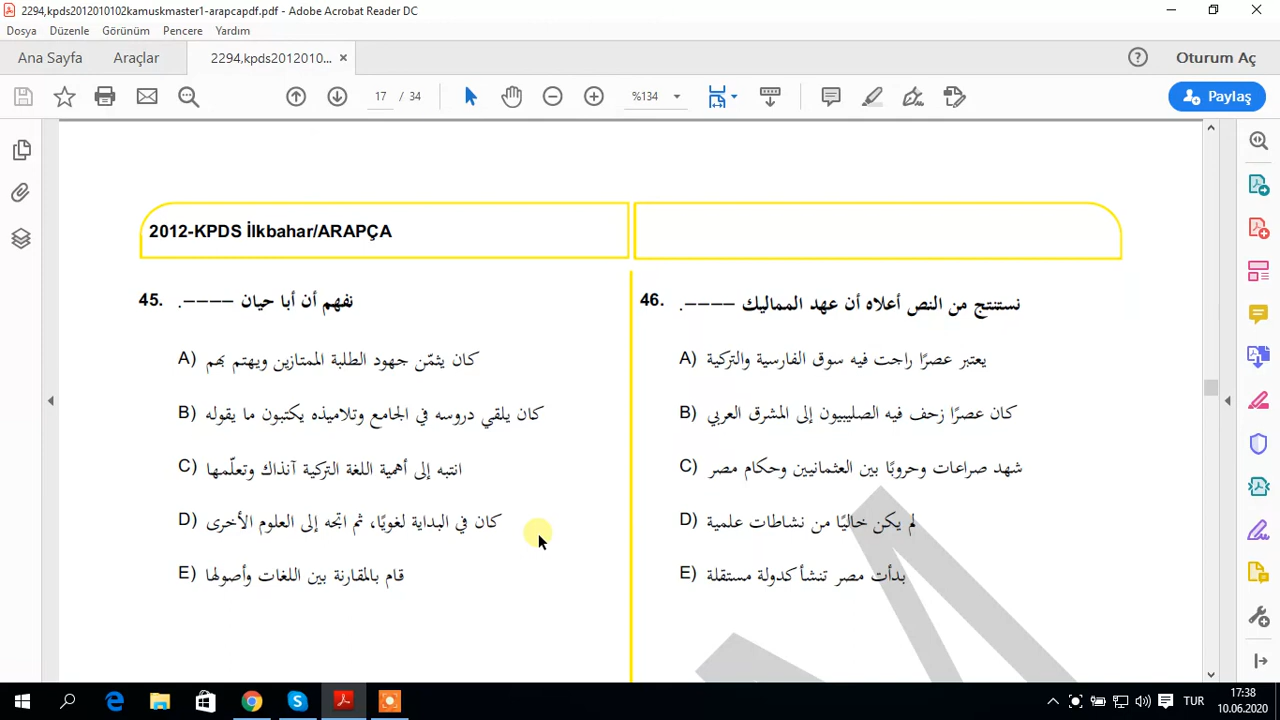 2294,kpds2012010102kamuskmaster1-arapcapdf.pdf - Adobe Acrobat Reader DC
Dosya Düzenle Görünüm Pencere Yardım
Ana Sayfa Araçlar 2294,kpds2012010... × Oturum Aç
17 / 34 %134 Paylaş
2012-KPDS İlkbahar/ARAPÇA
45. نفهم أن أبا حيان ----.
A) كان يثمّن جهود الطلبة الممتازين ويهتم بهم
B) كان يلقي دروسه في الجامع وتلاميذه يكتبون ما يقوله
C) انتبه إلى أهمية اللغة التركية آنذاك وتعلّمها
D) كان في البداية لغويًا، ثم اتجه إلى العلوم الأخرى
E) قام بالمقارنة بين اللغات وأصولها
46. نستنتج من النص أعلاه أن عهد المماليك ----.
A) يعتبر عصرًا راجت فيه سوق الفارسية والتركية
B) كان عصرًا زحف فيه الصليبيون إلى المشرق العربي
C) شهد صراعات وحروبًا بين العثمانيين وحكام مصر
D) لم يكن خاليًا من نشاطات علمية
E) بدأت مصر تنشأ كدولة مستقلة
TUR 17:38
10.06.2020